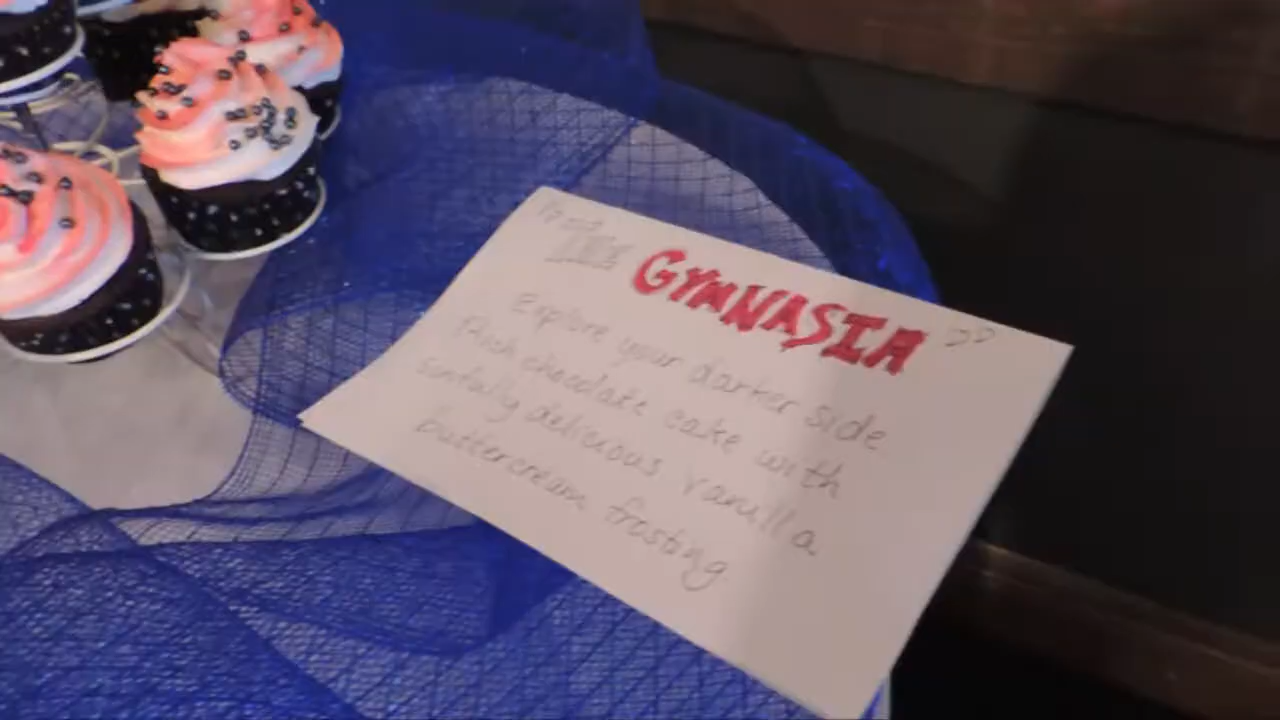 GYMNASIA ”
Explore your darker side.
Rich chocolate cake with
sinfully delicious vanilla
buttercream frosting